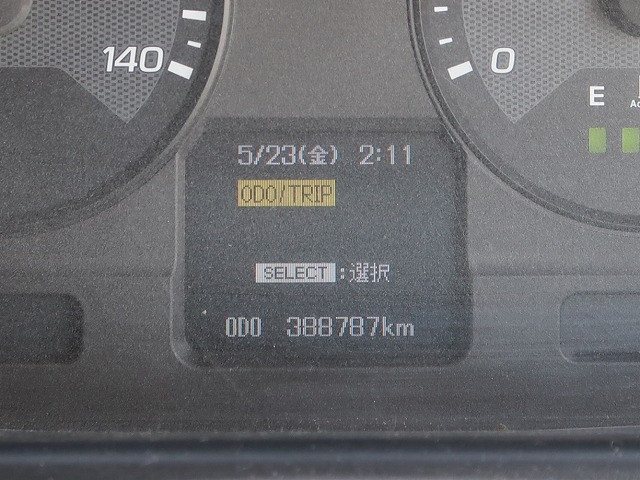 140
0
E
5/23(金) 2:11
ODO/TRIP
SELECT:選択
ODO 388787km